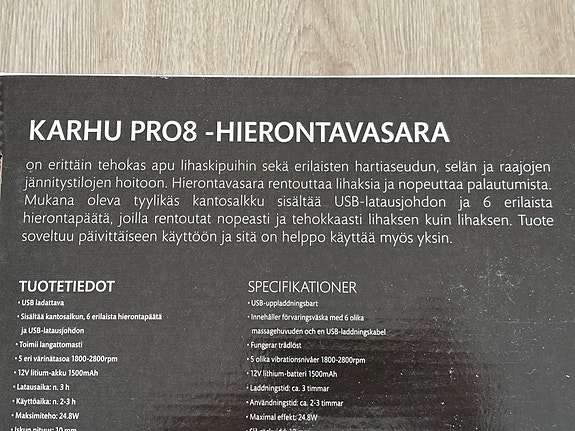 KARHU PRO8 -HIERONTAVASARA
on erittäin tehokas apu lihaskipuihin sekä erilaisten hartiaseudun, selän ja raajojen
jännitystilojen hoitoon. Hierontavasara rentouttaa lihaksia ja nopeuttaa palautumista.
Mukana oleva tyylikäs kantosalkku sisältää USB-latausjohdon ja 6 erilaista
hierontapäätä, joilla rentoutat nopeasti ja tehokkaasti lihaksen kuin lihaksen. Tuote
soveltuu päivittäiseen käyttöön ja sitä on helppo käyttää myös yksin.
TUOTETIEDOT
• USB ladattava
• Sisältää kantosalkun, 6 erilaista hierontapäätä
ja USB-latausjohdon
• Toimii langattomasti
• 5 eri värinätasoa 1800-2800rpm
• 12V litium-akku 1500mAh
• Latausaika: n. 3 h
• Käyttöaika: n. 2-3 h
• Maksimiteho: 24.8W
• Iskun pituus: 10 mm
SPECIFIKATIONER
• USB-uppladdningsbart
• Innehåller förvaringsväska med 6 olika
massagehuvuden och en USB-laddningskabel
• Fungerar trådlöst
• 5 olika vibrationsnivåer 1800-2800rpm
• 12V lithium-batteri 1500mAh
• Laddningstid: ca. 3 timmar
• Användningstid: ca. 2-3 timmar
• Maximal effekt: 24.8W